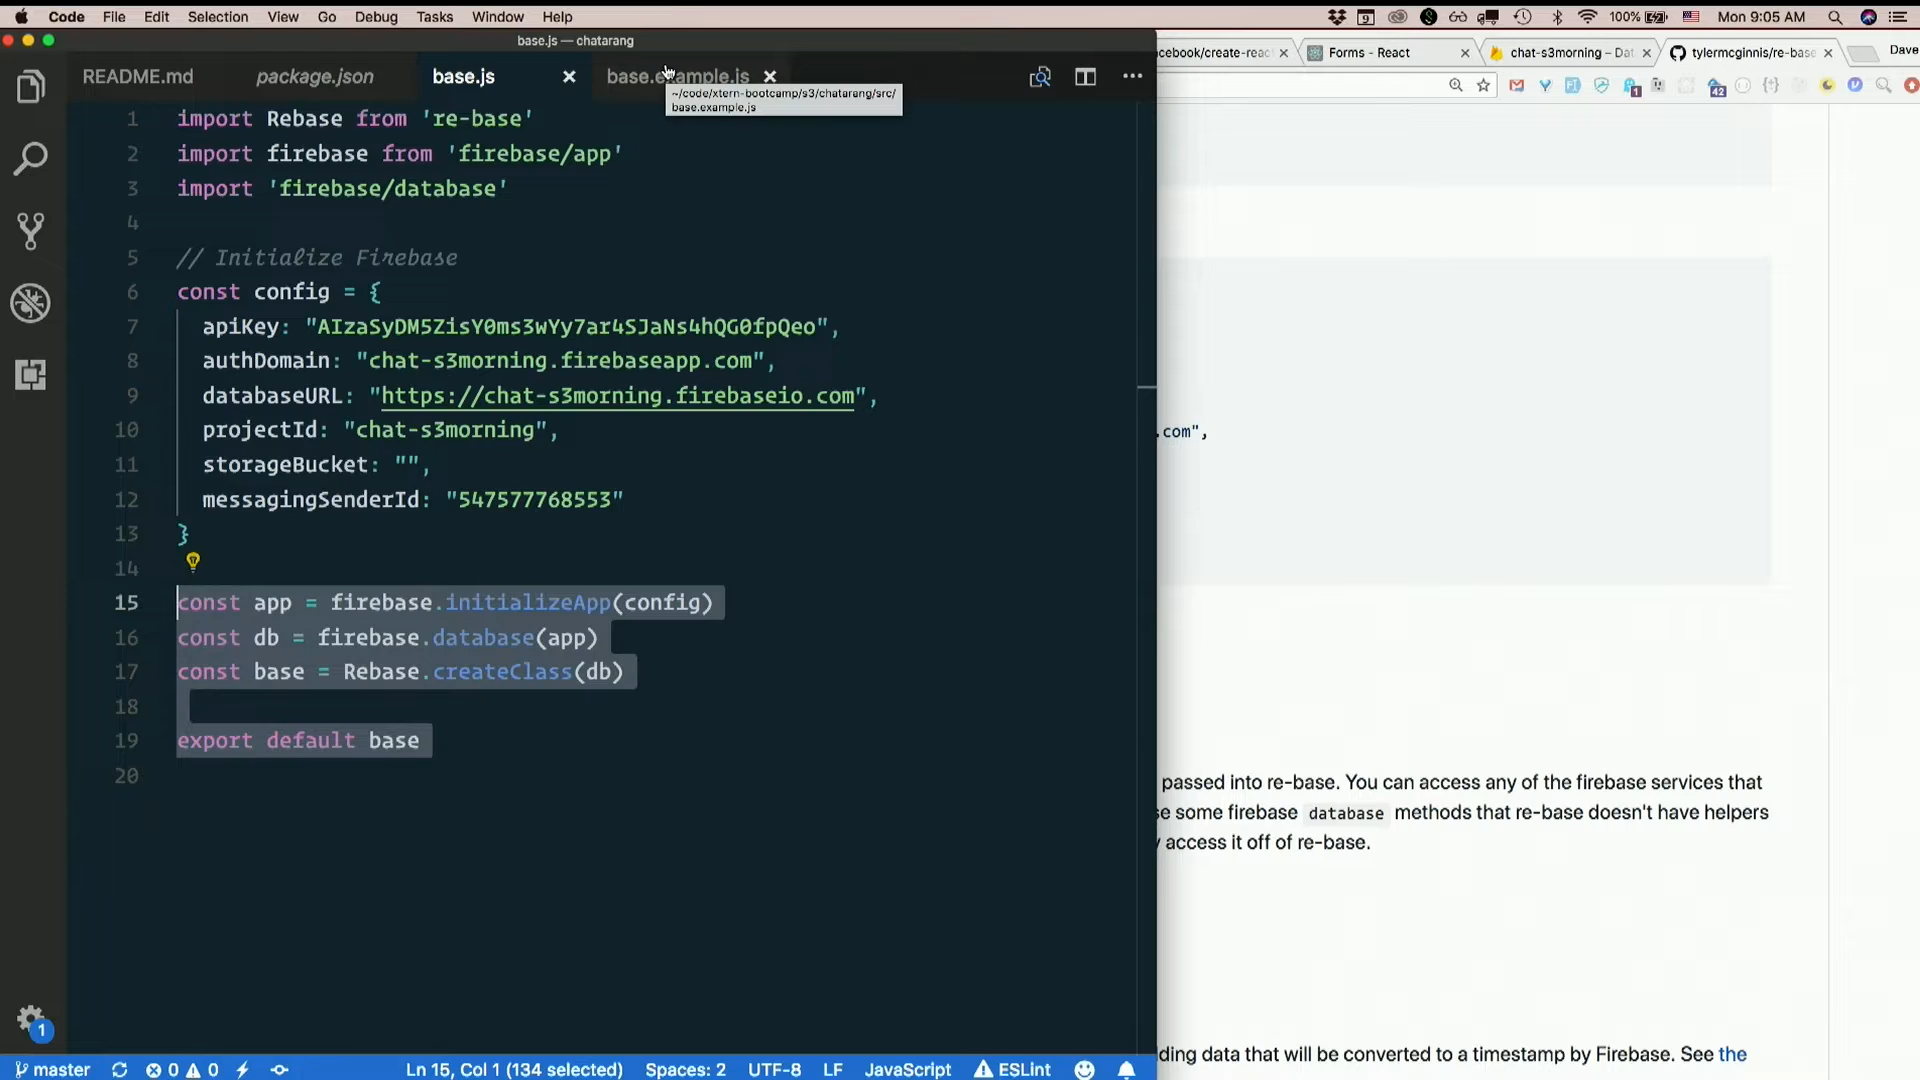 Code File Edit Selection View Go Debug Tasks Window Help
9 100% Mon 9:05 AM
base.js — chatarang
cebook/create-reac
Forms - React
chat-s3morning – Dat
tylermcginnis/re-base
Dave
README.md package.json base.js base.example.js
~/code/xtern-bootcamp/s3/chatarang/src/
base.example.js
1 42
1 import Rebase from 're-base'
2 import firebase from 'firebase/app'
3 import 'firebase/database'
4
5 // Initialize Firebase
6 const config = {
7 apiKey: "AIzaSyDM5ZisY0ms3wYy7ar4SJaNs4hQG0fpQeo",
8 authDomain: "chat-s3morning.firebaseapp.com",
9 databaseURL: "https://chat-s3morning.firebaseio.com",
10 projectId: "chat-s3morning",
11 storageBucket: "",
12 messagingSenderId: "547577768553"
13 }
14
15 const app = firebase.initializeApp(config)
16 const db = firebase.database(app)
17 const base = Rebase.createClass(db)
18
19 export default base
20
.com",
passed into re-base. You can access any of the firebase services that
se some firebase database methods that re-base doesn't have helpers
y access it off of re-base.
ding data that will be converted to a timestamp by Firebase. See the
1
master 0 0 Ln 15, Col 1 (134 selected) Spaces: 2 UTF-8 LF JavaScript ESLint